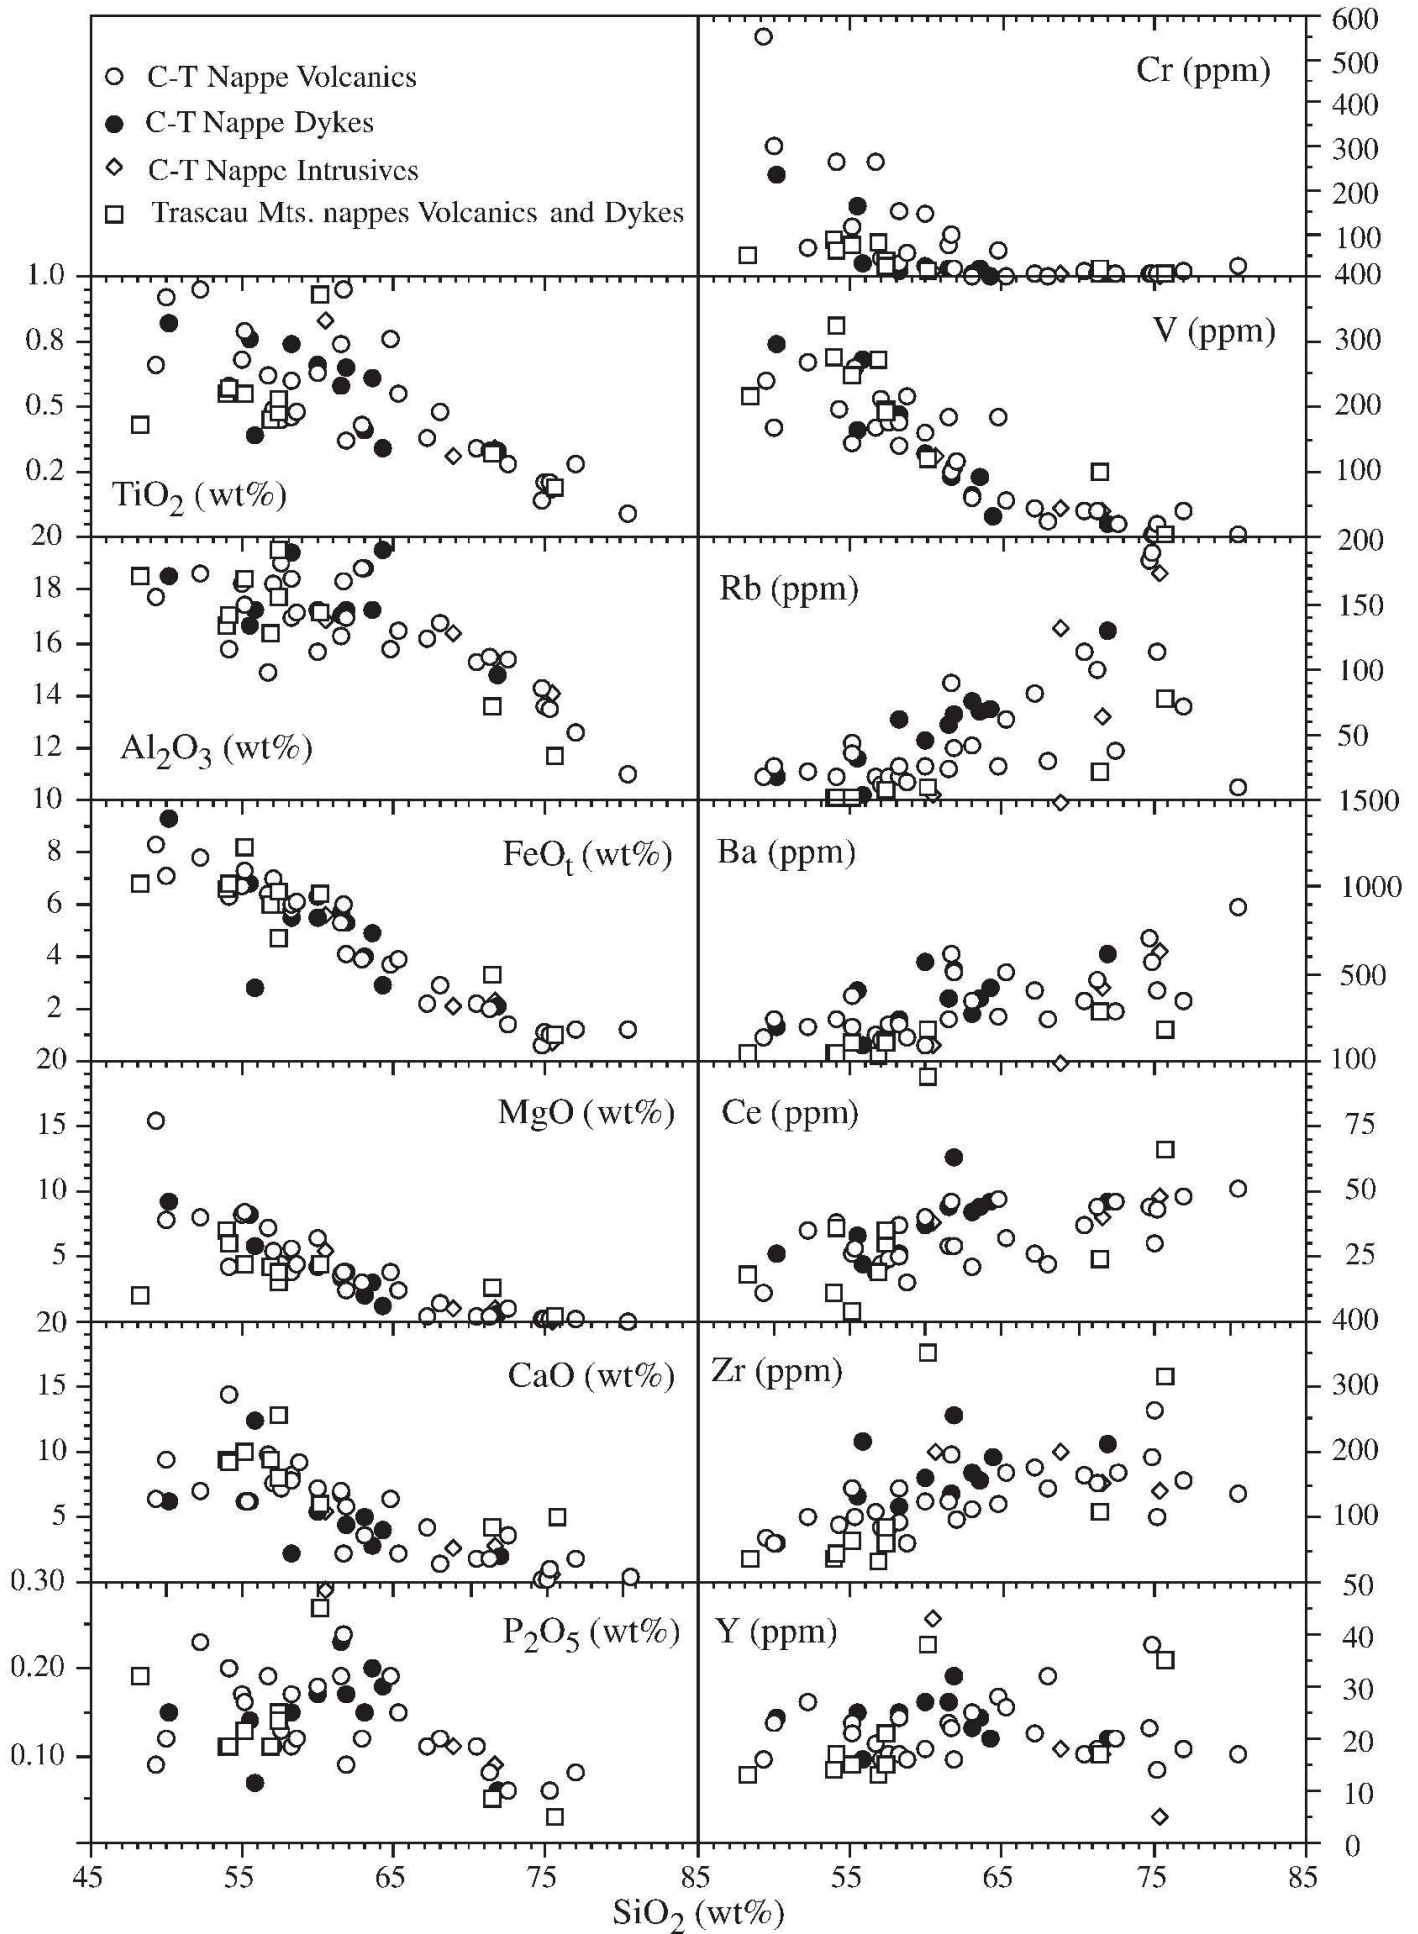 C-T Nappe Volcanics
C-T Nappe Dykes
C-T Nappe Intrusives
Trascau Mts. nappes Volcanics and Dykes
1.0
0.8
0.5
0.2
TiO2 (wt%)
20
18
16
14
12
10
Al2O3 (wt%)
8
6
4
2
FeOt (wt%)
20
15
10
5
MgO (wt%)
20
15
10
5
CaO (wt%)
0.30
0.20
0.10
P2O5 (wt%)
45 55 65 75 85
Cr (ppm)
600
500
400
300
200
100
400
V (ppm)
300
200
100
200
Rb (ppm)
150
100
50
1500
Ba (ppm)
1000
500
100
Ce (ppm)
75
50
25
400
Zr (ppm)
300
200
100
50
Y (ppm)
40
30
20
10
0
55 65 75 85
SiO2 (wt%)